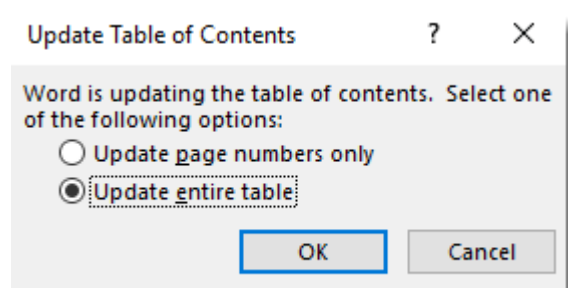 Update Table of Contents ? ×
Word is updating the table of contents. Select one
of the following options:
Update page numbers only
Update entire table
OK Cancel